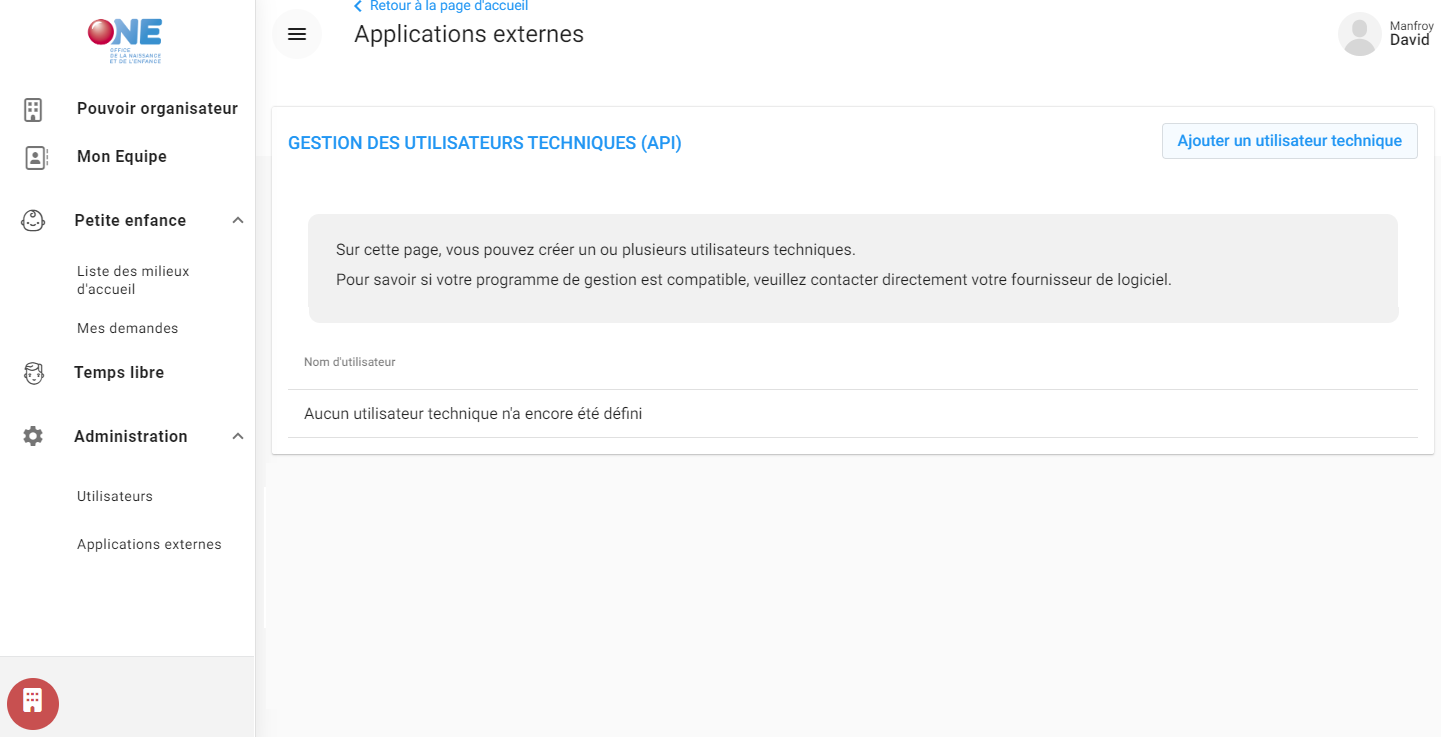 ONE
OFFICE
DE LA NAISSANCE
ET DE L'ENFANCE
Pouvoir organisateur
Mon Equipe
Petite enfance
Liste des milieux
d'accueil
Mes demandes
Temps libre
Administration
Utilisateurs
Applications externes
Retour à la page d'accueil
Applications externes
Manfroy
David
GESTION DES UTILISATEURS TECHNIQUES (API)
Ajouter un utilisateur technique
Sur cette page, vous pouvez créer un ou plusieurs utilisateurs techniques.
Pour savoir si votre programme de gestion est compatible, veuillez contacter directement votre fournisseur de logiciel.
Nom d'utilisateur
Aucun utilisateur technique n'a encore été défini